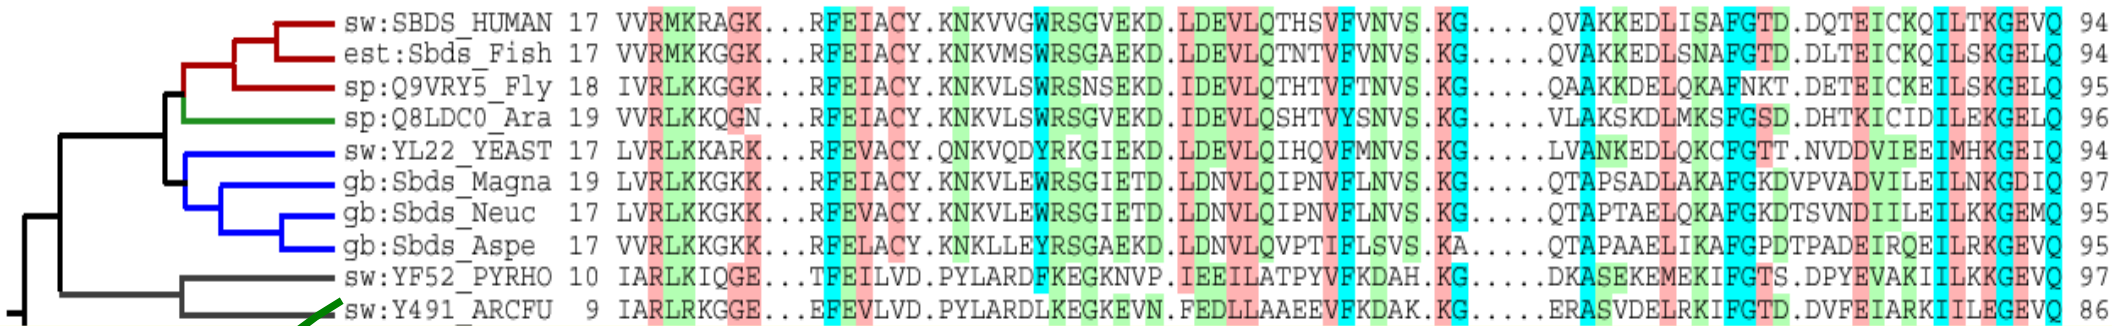 sw:SBDS_HUMAN 17 VVRMKRAGK...RFEIACY.KNKVVGWRSGVEKD.LDEVLQTHSVFVNVS.KG.....QVAKKEDLISAFGTD.DQTEICKQILTKGEVQ 94
est:Sbds_Fish 17 VVRMKKGGK...RFEIACY.KNKVMSWRSGAEKD.LDEVLQTNTVFVNVS.KG.....QVAKKEDLSNAFGTD.DLTEICKQILSKGELQ 94
sp:Q9VRY5_Fly 18 IVRLKKGGK...RFEIACY.KNKVLSWRSNSEKD.IDEVLQTHTVFTNVS.KG.....QAAKKDELQKAFNKT.DETEICKEILSKGELQ 95
sp:Q8LDC0_Ara 19 VVRLKKQGN...RFEIACY.KNKVLSWRSGVEKD.IDEVLQSHTVYSNVS.KG.....VLAKSKDLMKSFGSD.DHTKICIDILEKGELQ 96
sw:YL22_YEAST 17 LVRLKKARK...RFEVACY.QNKVQDYRKGIEKD.LDEVLQIHQVFMNVS.KG.....LVANKEDLQKCFGTT.NVDDVIEEIMHKGEIQ 94
gb:Sbds_Magna 19 LVRLKKGKK...RFEIACY.KNKVLEWRSGIETD.LDNVLQIPNVFLNVS.KG.....QTAPSADLAKAFGKDVPVADVILEILNKGDIQ 97
gb:Sbds_Neuc 17 LVRLKKGKK...RFEVACY.KNKVLEWRSGIETD.LDNVLQIPNVFLNVS.KG.....QTAPTAELQKAFGKDTSVNDIILEILKKGEMQ 95
gb:Sbds_Aspe 17 VVRLKKGKK...RFELACY.KNKLLEYRSGAEKD.LDNVLQVPTIFLSVS.KA.....QTAPAAELIKAFGPDTPADEIRQEILRKGEVQ 95
sw:YF52_PYRHO 10 IARLKIQGE...TFEILVD.PYLARDFKEGKNVP.IEEILATPYVFKDAH.KG.....DKASEKEMEKIFGTS.DPYEVAKIILKKGEVQ 97
sw:Y491_ARCFU 9 IARLRKGGE...EFEVLVD.PYLARDLKEGKEVN.FEDLLAAEEVFKDAK.KG.....ERASVDELRKIFGTD.DVFEIARKIILEGEVQ 86